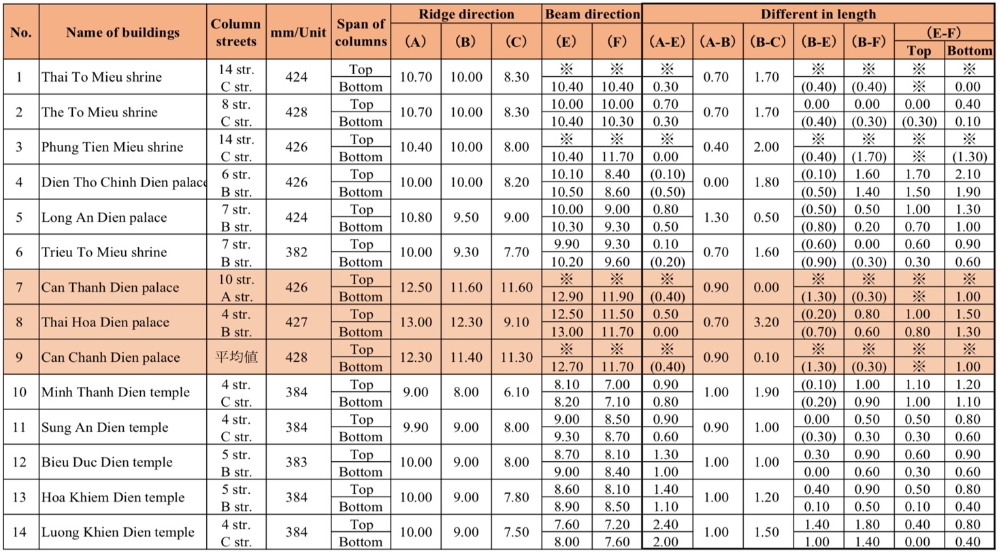 No. Name of buildings Column streets mm/Unit Span of columns Ridge direction Beam direction Different in length
(A) (B) (C) (E) (F) (A-E) (A-B) (B-C) (B-E) (B-F) (E-F)
Top Bottom
1 Thai To Mieu shrine 14 str. C str. 424 Top Bottom 10.70 10.00 8.30 ※ ※ ※ 0.70 1.70 ※ ※ ※ ※
10.40 10.40 0.30 (0.40) (0.40) ※ 0.00
2 The To Mieu shrine 8 str. C str. 428 Top Bottom 10.70 10.00 8.30 10.00 10.00 0.70 0.70 1.70 0.00 0.00 0.00 0.40
10.40 10.30 0.30 (0.40) (0.30) (0.30) 0.10
3 Phung Tien Mieu shrine 14 str. C str. 426 Top Bottom 10.40 10.00 8.00 ※ ※ ※ 0.40 2.00 ※ ※ ※ ※
10.40 11.70 0.00 (0.40) (1.70) ※ (1.30)
4 Dien Tho Chinh Dien palace 6 str. B str. 426 Top Bottom 10.00 10.00 8.20 10.10 8.40 (0.10) 0.00 1.80 (0.10) 1.60 1.70 2.10
10.50 8.60 (0.50) (0.50) 1.40 1.50 1.90
5 Long An Dien palace 7 str. B str. 424 Top Bottom 10.80 9.50 9.00 10.00 9.00 0.80 1.30 0.50 (0.50) 0.50 1.00 1.30
10.30 9.30 0.50 (0.80) 0.20 0.70 1.00
6 Trieu To Mieu shrine 7 str. B str. 382 Top Bottom 10.00 9.30 7.70 9.90 9.30 0.10 0.70 1.60 (0.60) 0.00 0.60 0.90
10.20 9.60 (0.20) (0.90) (0.30) 0.30 0.60
7 Can Thanh Dien palace 10 str. A str. 426 Top Bottom 12.50 11.60 11.60 ※ ※ ※ 0.90 0.00 ※ ※ ※ ※
12.90 11.90 (0.40) (1.30) (0.30) ※ 1.00
8 Thai Hoa Dien palace 4 str. B str. 427 Top Bottom 13.00 12.30 9.10 12.50 11.50 0.50 0.70 3.20 (0.20) 0.80 1.00 1.50
13.00 11.70 0.00 (0.70) 0.60 0.80 1.30
9 Can Chanh Dien palace 平均値 428 Top Bottom 12.30 11.40 11.30 ※ ※ ※ 0.90 0.10 ※ ※ ※ ※
12.70 11.70 (0.40) (1.30) (0.30) ※ 1.00
10 Minh Thanh Dien temple 4 str. C str. 384 Top Bottom 9.00 8.00 6.10 8.10 7.00 0.90 1.00 1.90 (0.10) 1.00 1.10 1.20
8.20 7.10 0.80 (0.20) 0.90 1.00 1.10
11 Sung An Dien temple 4 str. C str. 384 Top Bottom 9.90 9.00 8.00 9.00 8.50 0.90 0.90 1.00 0.00 0.50 0.50 0.80
9.30 8.70 0.60 (0.30) 0.30 0.30 0.60
12 Bieu Duc Dien temple 5 str. B str. 383 Top Bottom 10.00 9.00 8.00 8.70 8.10 1.30 1.00 1.00 0.30 0.90 0.60 0.90
9.00 8.40 1.00 0.00 0.60 0.30 0.60
13 Hoa Khiem Dien temple 5 str. B str. 384 Top Bottom 10.00 9.00 7.80 8.60 8.10 1.40 1.00 1.20 0.40 0.90 0.50 0.80
8.90 8.50 1.10 0.10 0.50 0.10 0.40
14 Luong Khien Dien temple 4 str. C str. 384 Top Bottom 10.00 9.00 7.50 7.60 7.20 2.40 1.00 1.50 1.40 1.80 0.40 0.80
8.00 7.60 2.00 1.00 1.40 0.00 0.40